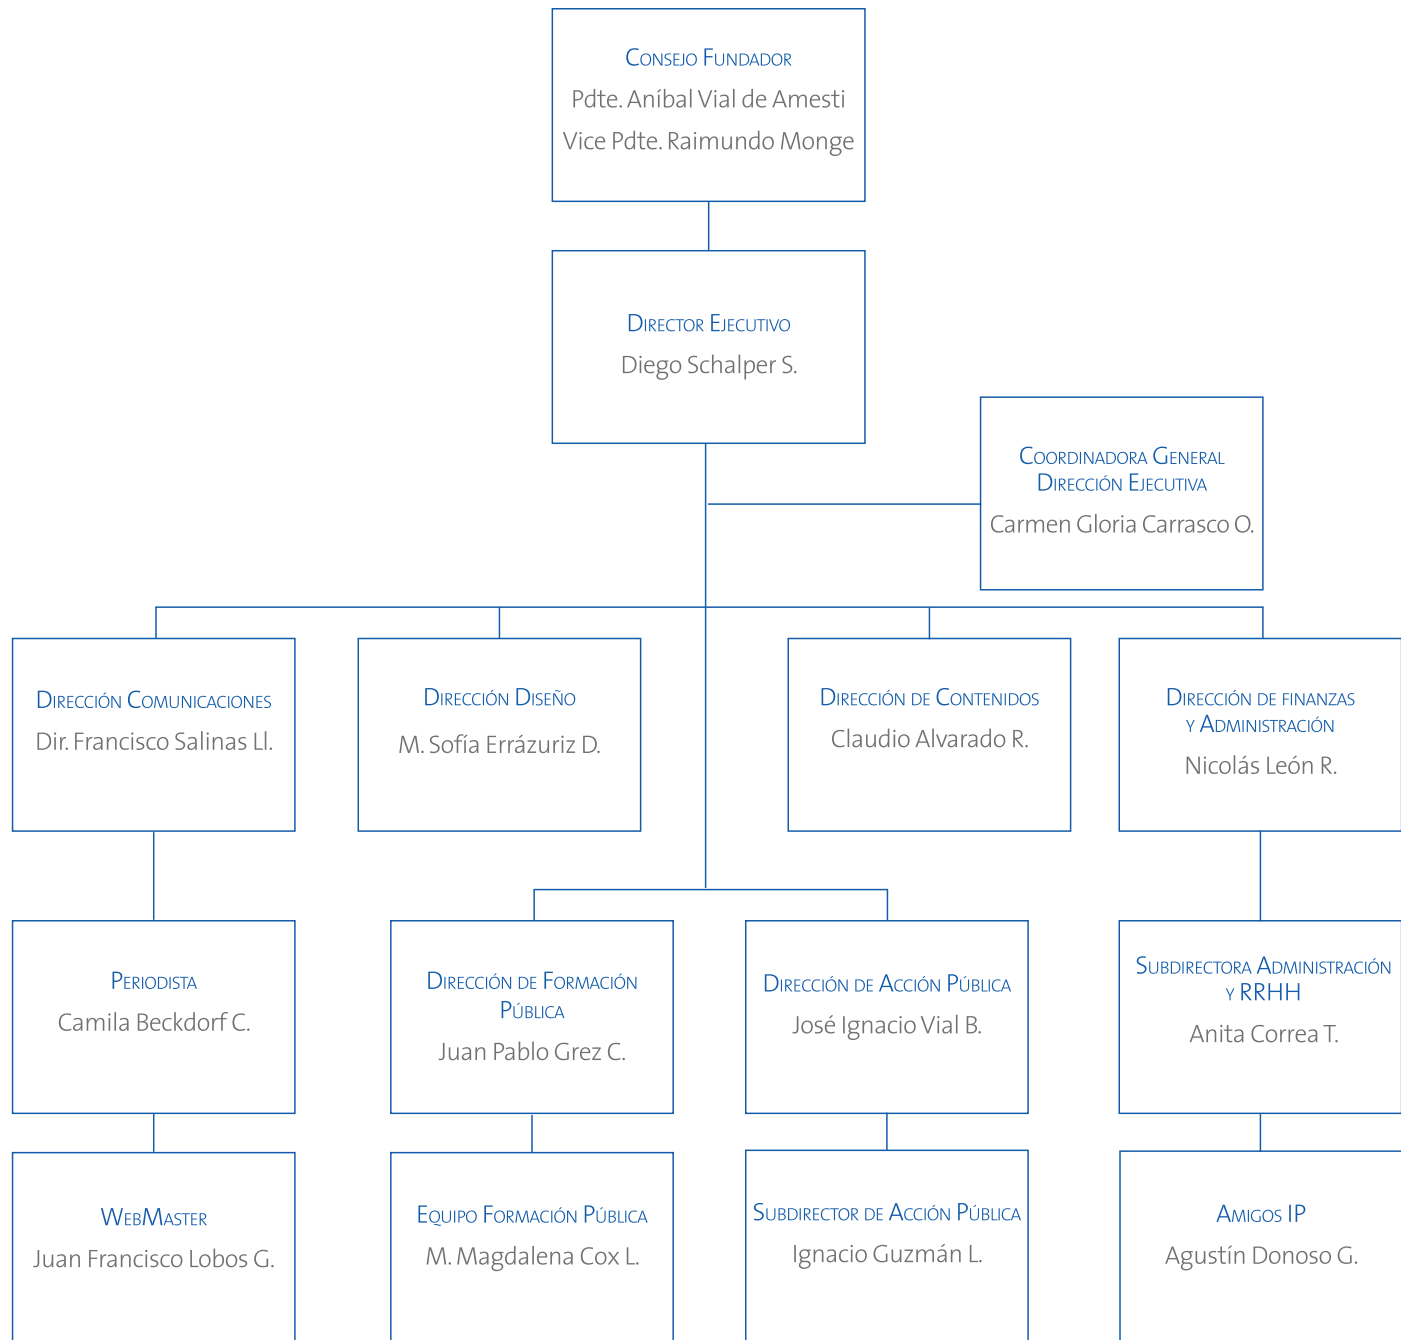 Consejo Fundador
Pdte. Aníbal Vial de Amesti
Vice Pdte. Raimundo Monge
Director Ejecutivo
Diego Schalper S.
Coordinadora General
Dirección Ejecutiva
Carmen Gloria Carrasco O.
Dirección Comunicaciones
Dir. Francisco Salinas Ll.
Dirección Diseño
M. Sofía Errázuriz D.
Dirección de Contenidos
Claudio Alvarado R.
Dirección de finanzas
y Administración
Nicolás León R.
Periodista
Camila Beckdorf C.
Dirección de Formación
Pública
Juan Pablo Grez C.
Dirección de Acción Pública
José Ignacio Vial B.
Subdirectora Administración
y RRHH
Anita Correa T.
WebMaster
Juan Francisco Lobos G.
Equipo Formación Pública
M. Magdalena Cox L.
Subdirector de Acción Pública
Ignacio Guzmán L.
Amigos IP
Agustín Donoso G.